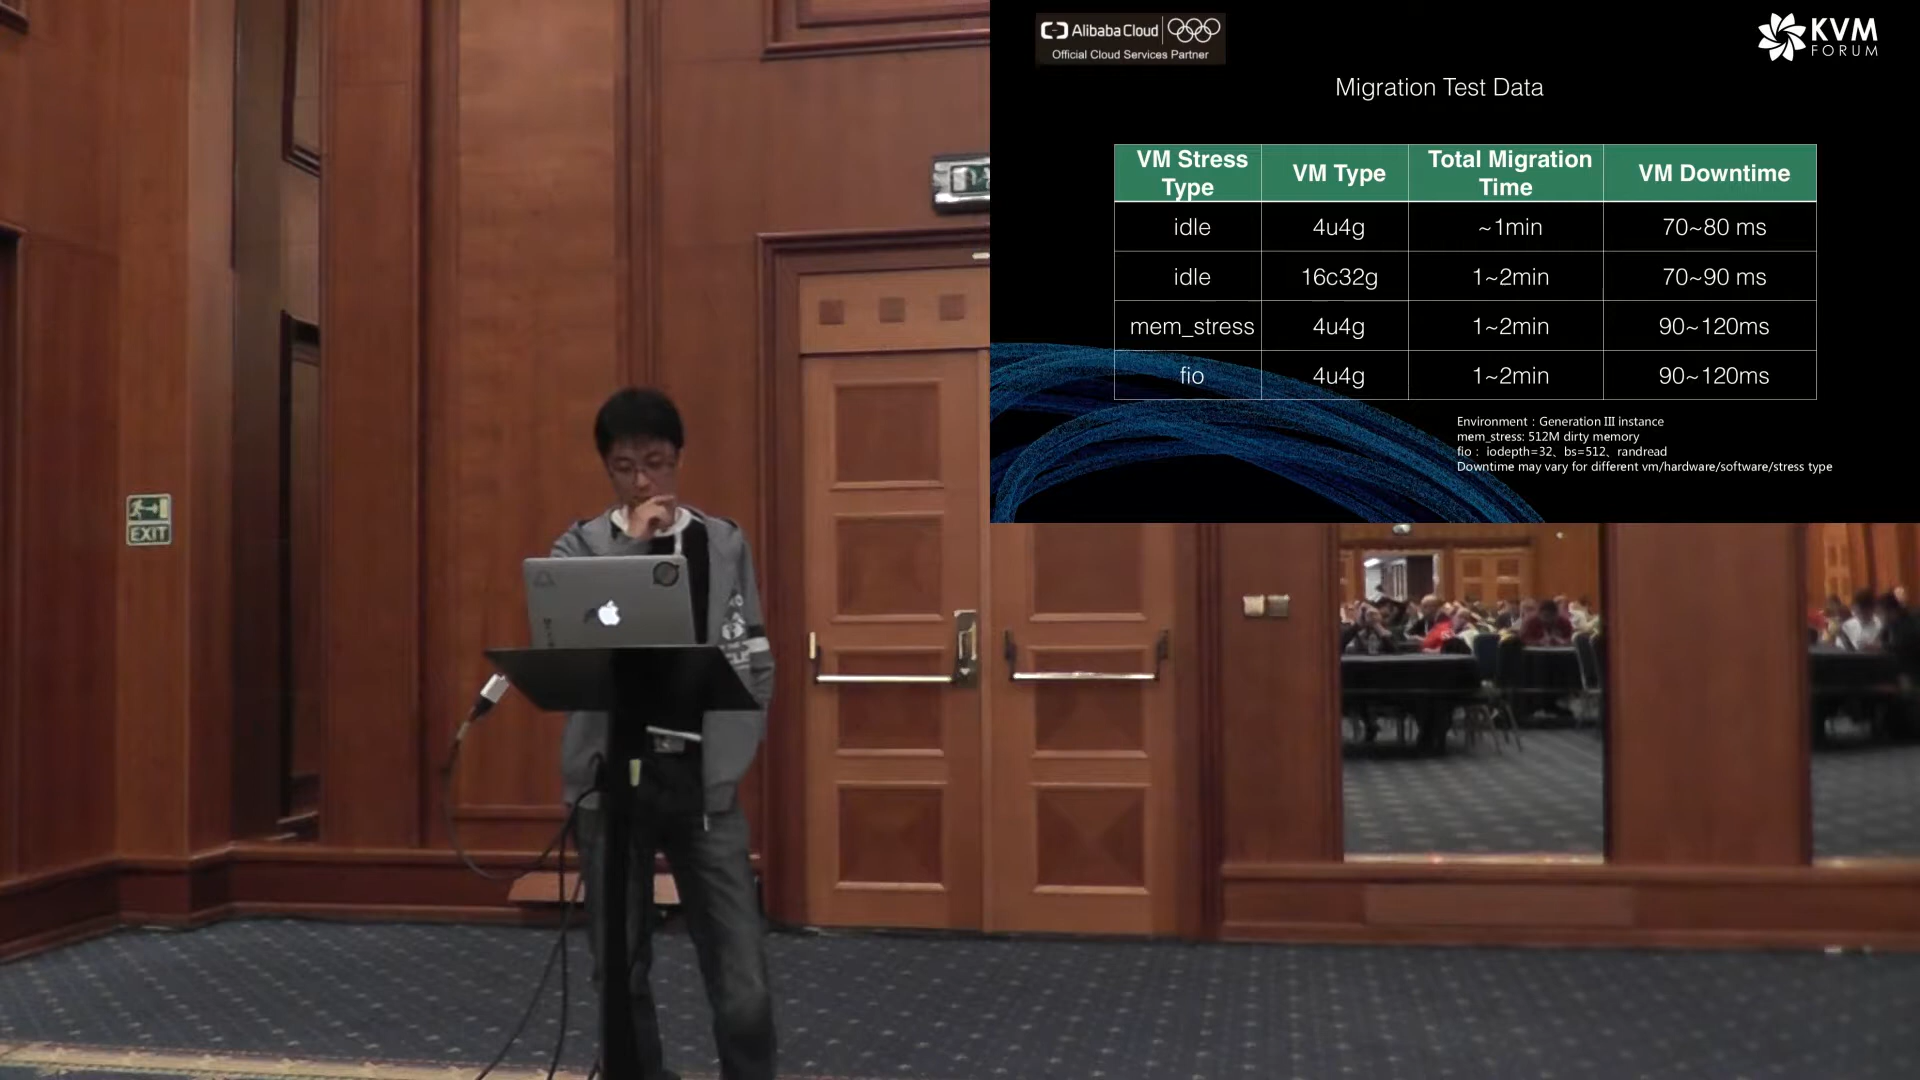 Alibaba Cloud
Official Cloud Services Partner
KVM
FORUM
Migration Test Data
VM Stress Type VM Type Total Migration Time VM Downtime
idle 4u4g ~1min 70~80 ms
idle 16c32g 1~2min 70~90 ms
mem_stress 4u4g 1~2min 90~120ms
fio 4u4g 1~2min 90~120ms
Environment：Generation III instance
mem_stress: 512M dirty memory
fio： iodepth=32、bs=512、randread
Downtime may vary for different vm/hardware/software/stress type
EXIT